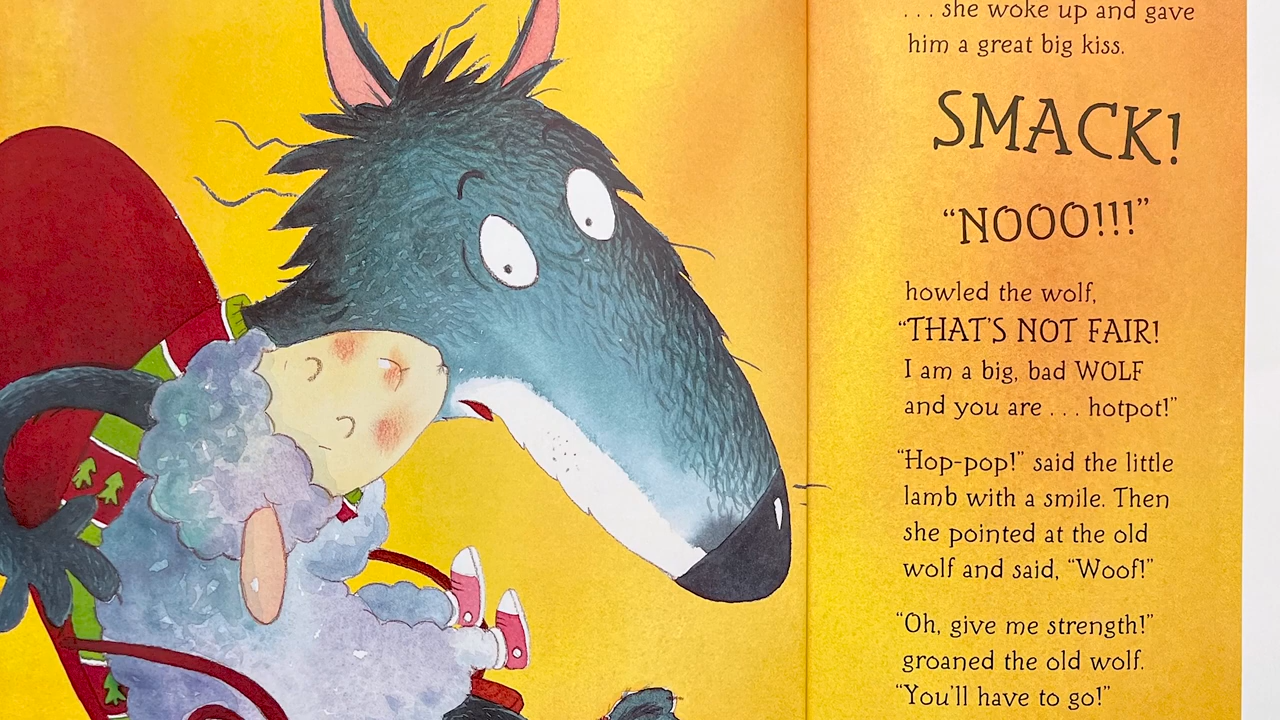 . . . she woke up and gave
him a great big kiss.
SMACK!
“NOOO!!!”
howled the wolf,
“THAT’S NOT FAIR!
I am a big, bad WOLF
and you are . . . hotpot!”
“Hop-pop!” said the little
lamb with a smile. Then
she pointed at the old
wolf and said, “Woof!”
“Oh, give me strength!”
groaned the old wolf.
“You’ll have to go!”